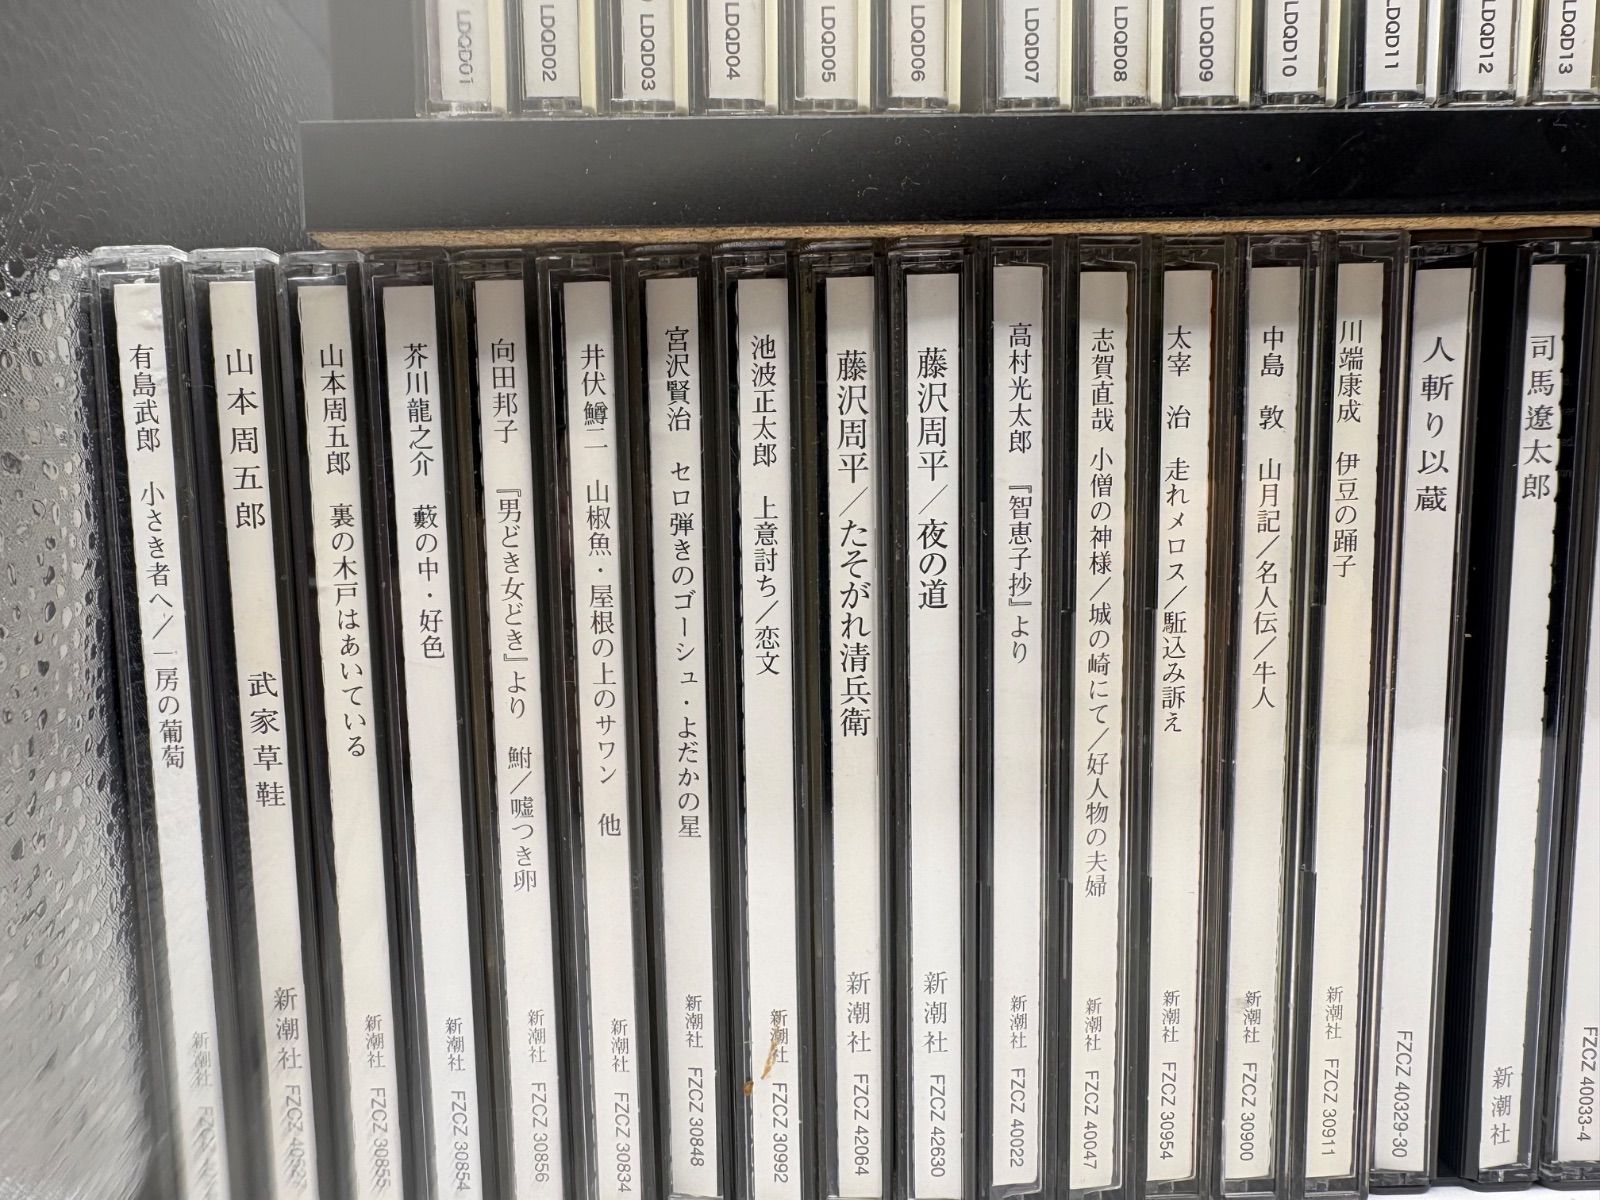 LDQD01
LDQD02
LDQD03
LDQD04
LDQD05
LDQD06
LDQD07
LDQD08
LDQD09
LDQD10
LDQD11
LDQD12
LDQD13
有島武郎 小さき者へ/一房の葡萄 新潮社
山本周五郎 武家草鞋 新潮社
山本周五郎 裏の木戸はあいている 新潮社 FZCZ 30855
芥川龍之介 藪の中・好色 新潮社 FZCZ 30854
向田邦子 『男どき女どき』より 鮒/嘘つき卵 新潮社 FZCZ 30856
井伏鱒二 山椒魚・屋根の上のサワン 他 新潮社 FZCZ 30834
宮沢賢治 セロ弾きのゴーシュ・よだかの星 新潮社 FZCZ 30848
池波正太郎 上意討ち/恋文 新潮社 FZCZ 30992
藤沢周平/たそがれ清兵衛 新潮社 FZCZ 42064
藤沢周平/夜の道 新潮社 FZCZ 42630
高村光太郎 『智恵子抄』より 新潮社 FZCZ 40022
志賀直哉 小僧の神様/城の崎にて/好人物の夫婦 新潮社 FZCZ 40047
太宰 治 走れメロス/駈込み訴え 新潮社 FZCZ 30954
中島 敦 山月記/名人伝/牛人 新潮社 FZCZ 30900
川端康成 伊豆の踊子 新潮社 FZCZ 30911
人斬り以蔵 FZCZ 40339-30
司馬遼太郎 新潮社
FZCZ 40033-4